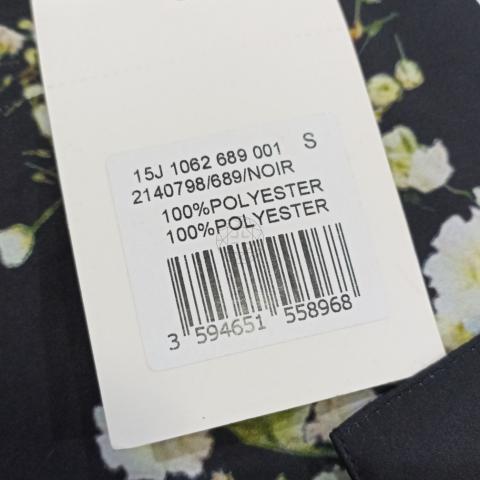 15J 1062 689 001 S
2140798/689/NOIR
100%POLYESTER
100%POLYESTER
3 594651 558968